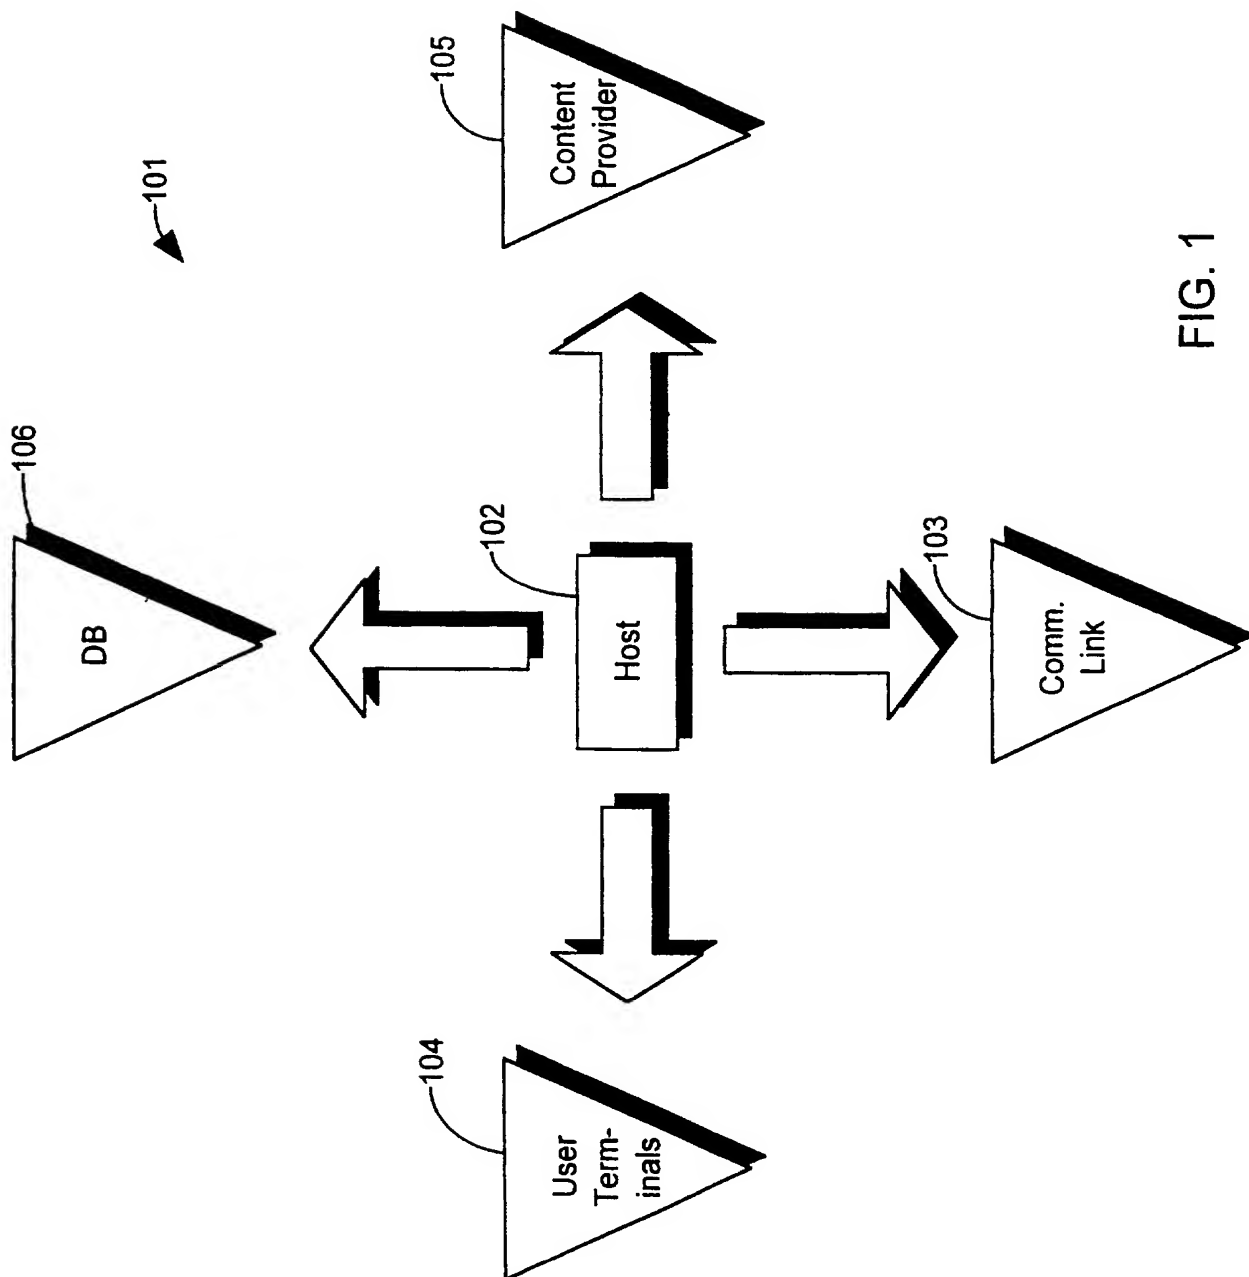 106
DB
101
104
105
User
Term-
inals
102
Host
Content
Provider
103
Comm.
Link
FIG. 1